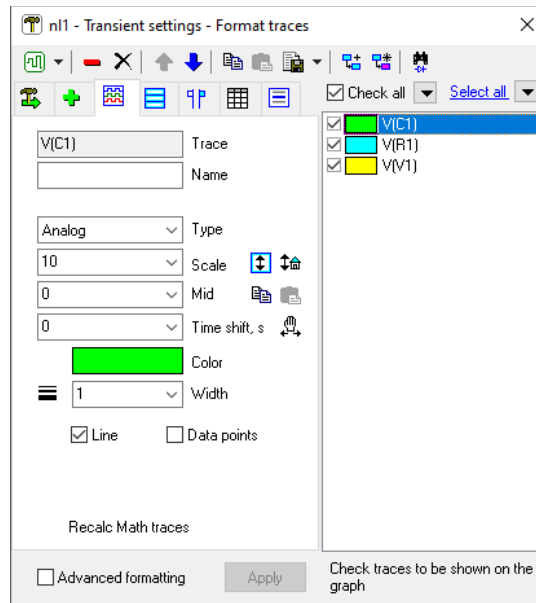 nl1 - Transient settings - Format traces
Check all
Select all
V(C1)
Trace
Name
Analog
Type
10
Scale
0
Mid
0
Time shift, s
Color
1
Width
Line
Data points
Recalc Math traces
Advanced formatting
Apply
V(C1)
V(R1)
V(V1)
Check traces to be shown on the
graph